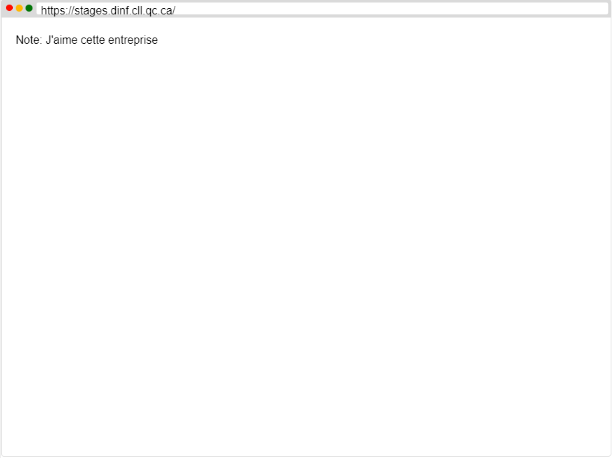 https://stages.dinf.cll.qc.ca/
Note: J'aime cette entreprise